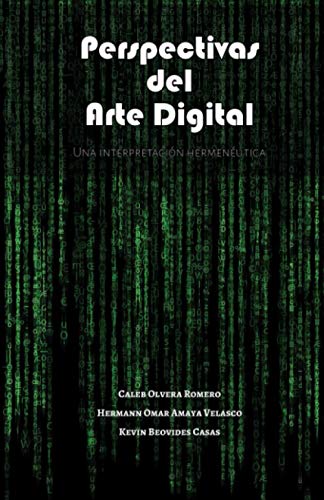 Perspectivas
del
Arte Digital
Una interpretación hermenéutica
Caleb Olvera Romero
Hermann Omar Amaya Velasco
Kevin Beovides Casas